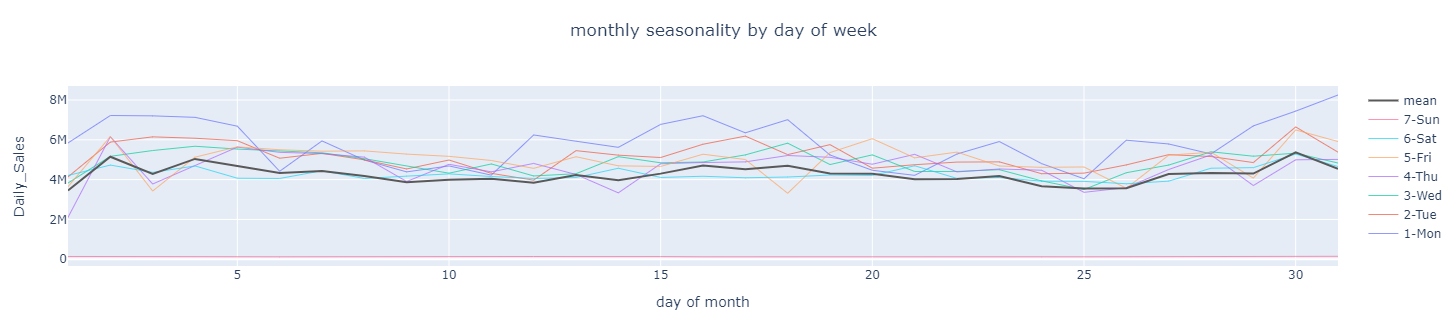 monthly seasonality by day of week
Daily_Sales
8M
6M
4M
2M
0
5
10
15
20
25
30
day of month
mean
7-Sun
6-Sat
5-Fri
4-Thu
3-Wed
2-Tue
1-Mon